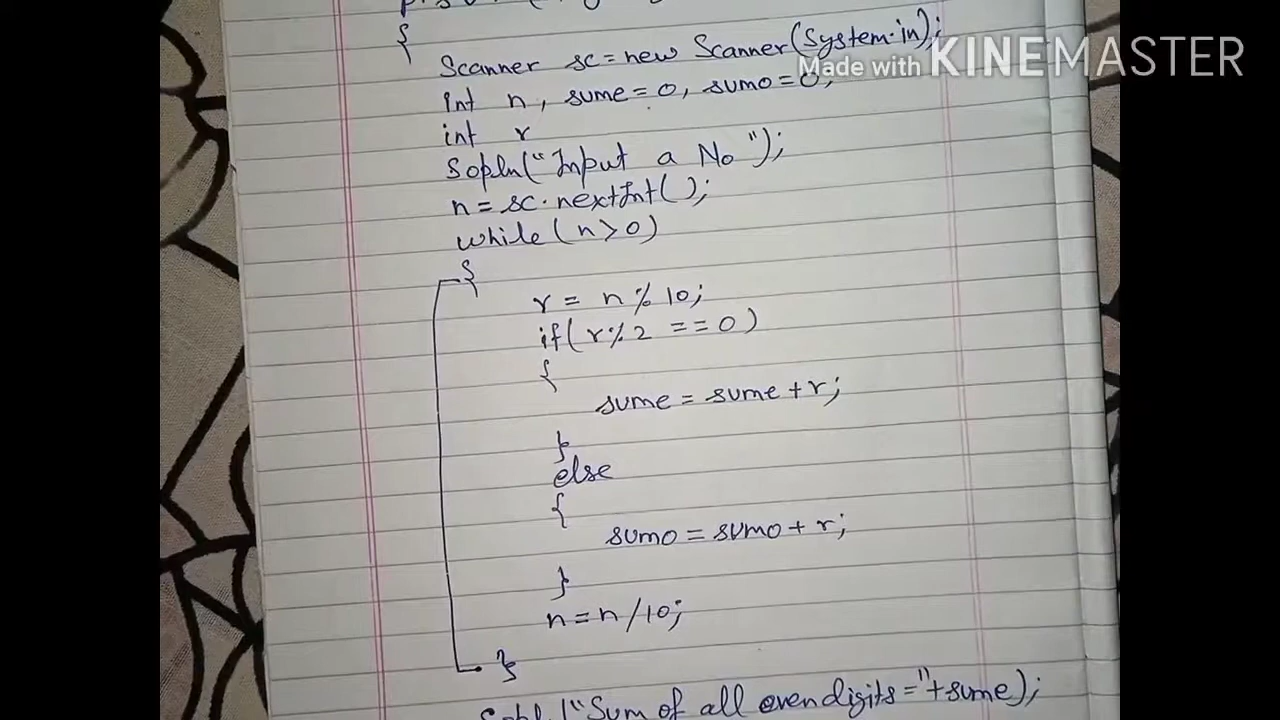 {
Scanner sc = new Scanner(System.in);
Made with KINEMASTER
int n, sume = 0, sumo = 0;
int r
Sopln("Input a No");
n = sc.nextInt();
while (n>0)
{
r = n % 10;
if( r%2 == 0)
{
sume = sume + r;
}
else
{
sumo = sumo + r;
}
n = n/10;
}
"Sum of all even digits ="+sume);